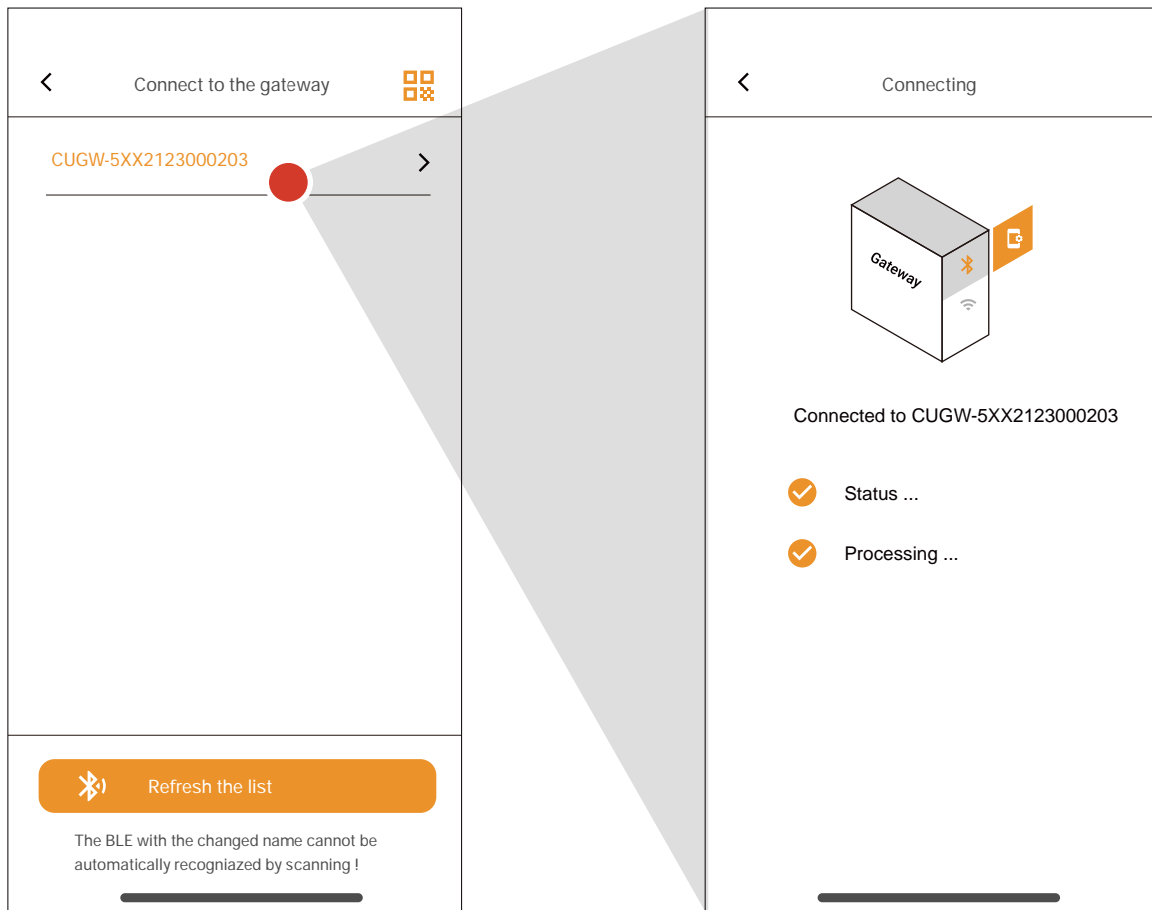 Connect to the gateway
CUGW-5XX2123000203
Refresh the list
The BLE with the changed name cannot be
automatically recogniazed by scanning !
Connecting
Gateway
Connected to CUGW-5XX2123000203
Status ...
Processing ...